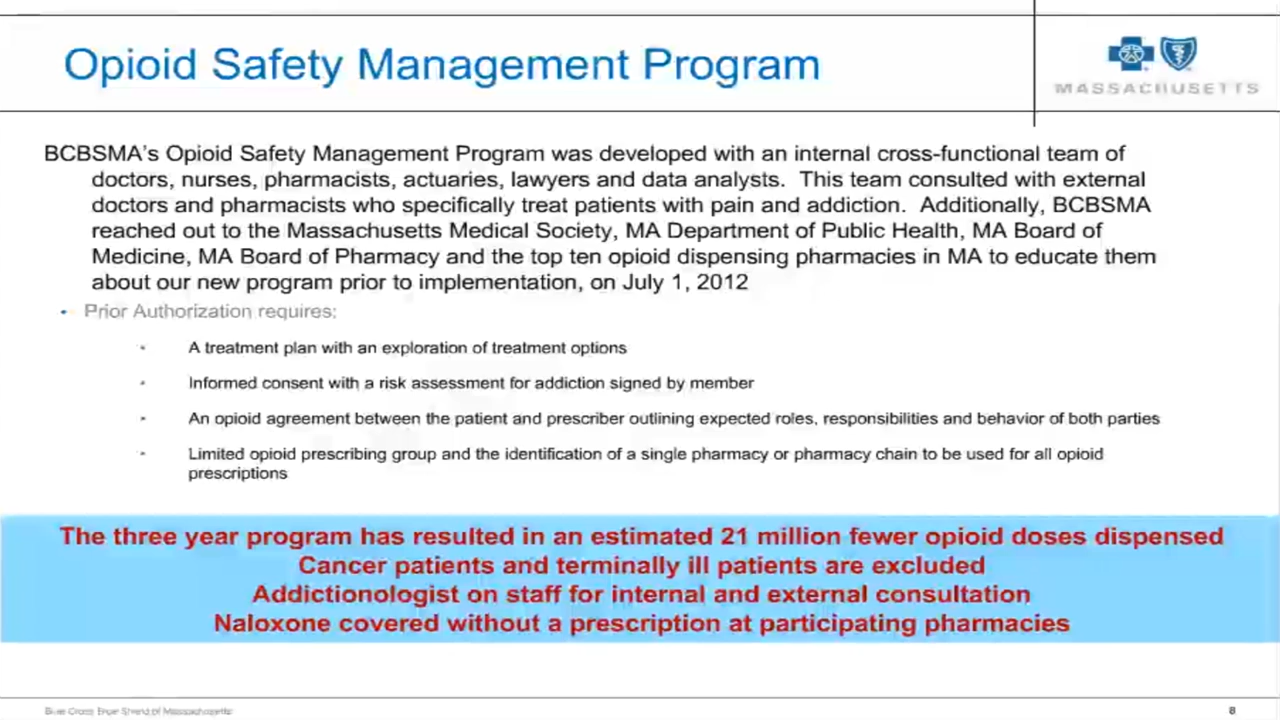 Opioid Safety Management Program
MASSACHUSETTS
BCBSMA's Opioid Safety Management Program was developed with an internal cross-functional team of
doctors, nurses, pharmacists, actuaries, lawyers and data analysts. This team consulted with external
doctors and pharmacists who specifically treat patients with pain and addiction. Additionally, BCBSMA
reached out to the Massachusetts Medical Society, MA Department of Public Health, MA Board of
Medicine, MA Board of Pharmacy and the top ten opioid dispensing pharmacies in MA to educate them
about our new program prior to implementation, on July 1, 2012
• Prior Authorization requires:
• A treatment plan with an exploration of treatment options
• Informed consent with a risk assessment for addiction signed by member
• An opioid agreement between the patient and prescriber outlining expected roles, responsibilities and behavior of both parties
• Limited opioid prescribing group and the identification of a single pharmacy or pharmacy chain to be used for all opioid
prescriptions
The three year program has resulted in an estimated 21 million fewer opioid doses dispensed
Cancer patients and terminally ill patients are excluded
Addictionologist on staff for internal and external consultation
Naloxone covered without a prescription at participating pharmacies
Blue Cross Blue Shield of Massachusetts
8